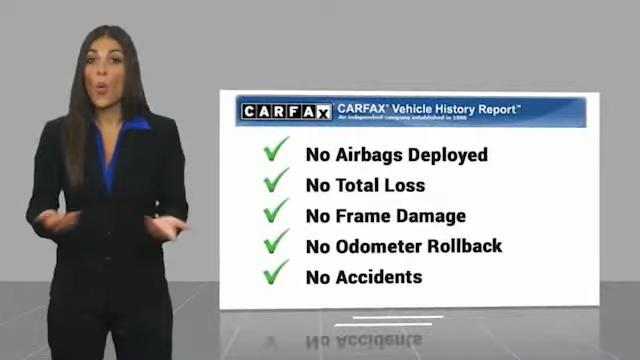 CARFAX CARFAX® Vehicle History Report™
An independent company established in 1986
No Airbags Deployed
No Total Loss
No Frame Damage
No Odometer Rollback
No Accidents